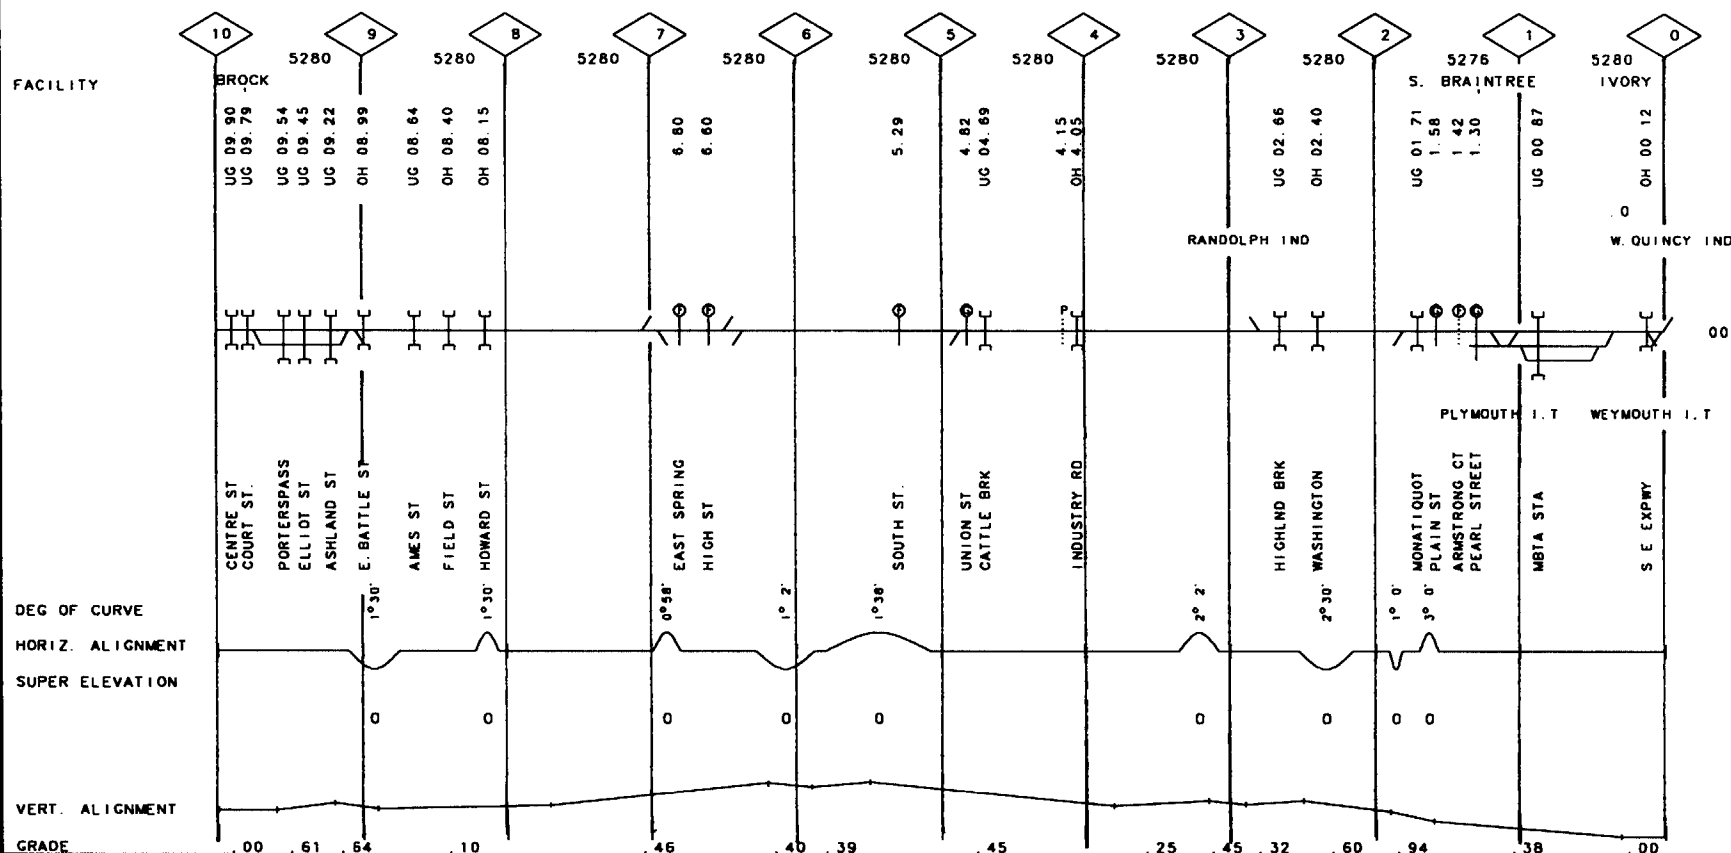 10 9 8 7 6 5 4 3 2 1 0
5280 5280 5280 5280 5280 5280 5280 5280 5276 5280
FACILITY BROCK S. BRAINTREE IVORY
UG 09.90
UG 09.79
UG 09.54
UG 09.45
UG 09.22
OH 08.99
UG 08.64
OH 08.40
OH 08.15
6.80
6.60
5.29
4.82
UG 04.69
4.15
OH 4.05
UG 02.66
OH 02.40
UG 01 71
1.58
1 42
1.30
UG 00 87
OH 00 12
.0
RANDOLPH IND W. QUINCY IND
P
00
PLYMOUTH I.T WEYMOUTH I.T
CENTRE ST
COURT ST.
PORTERSPASS
ELLIDT ST
ASHLAND ST
E. BATTLE ST
AMES ST
FIELD ST
HOWARD ST
EAST SPRING
HIGH ST
SOUTH ST.
UNION ST
CATTLE BRK
INDUSTRY RD
HIGHLND BRK
WASHINGTON
MONATIQUOT
PLAIN ST
ARMSTRONG CT
PEARL STREET
MBTA STA
S E EXPWY
DEG OF CURVE 1°30' 1°30' 0°58' 1° 2' 1°38' 2° 2' 2°30' 1° 0' 3° 0'
HORIZ. ALIGNMENT
SUPER ELEVATION
0 0 0 0 0 0 0 0 0
VERT. ALIGNMENT
GRADE .00 .61 .64 .10 .46 .40 .39 .45 .25 .45 .32 .60 .94 .38 .00